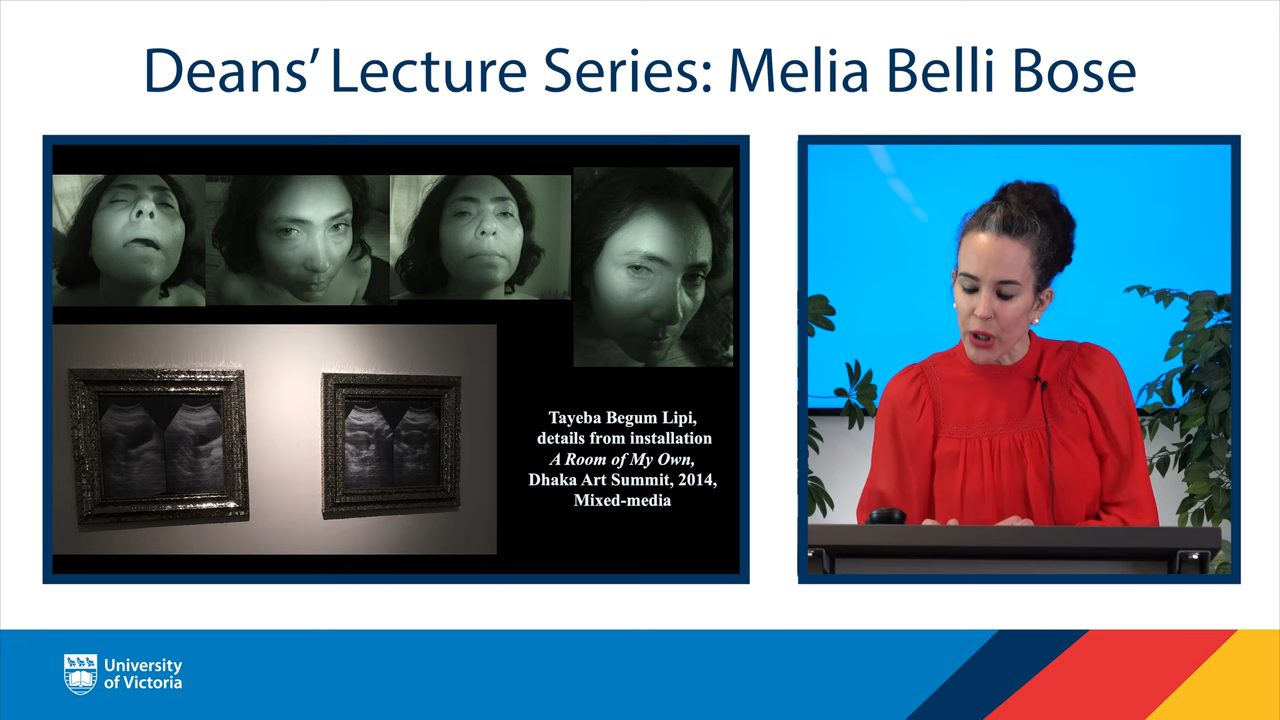 Deans’ Lecture Series: Melia Belli Bose
Tayeba Begum Lipi,
details from installation
A Room of My Own,
Dhaka Art Summit, 2014,
Mixed-media
University
of Victoria